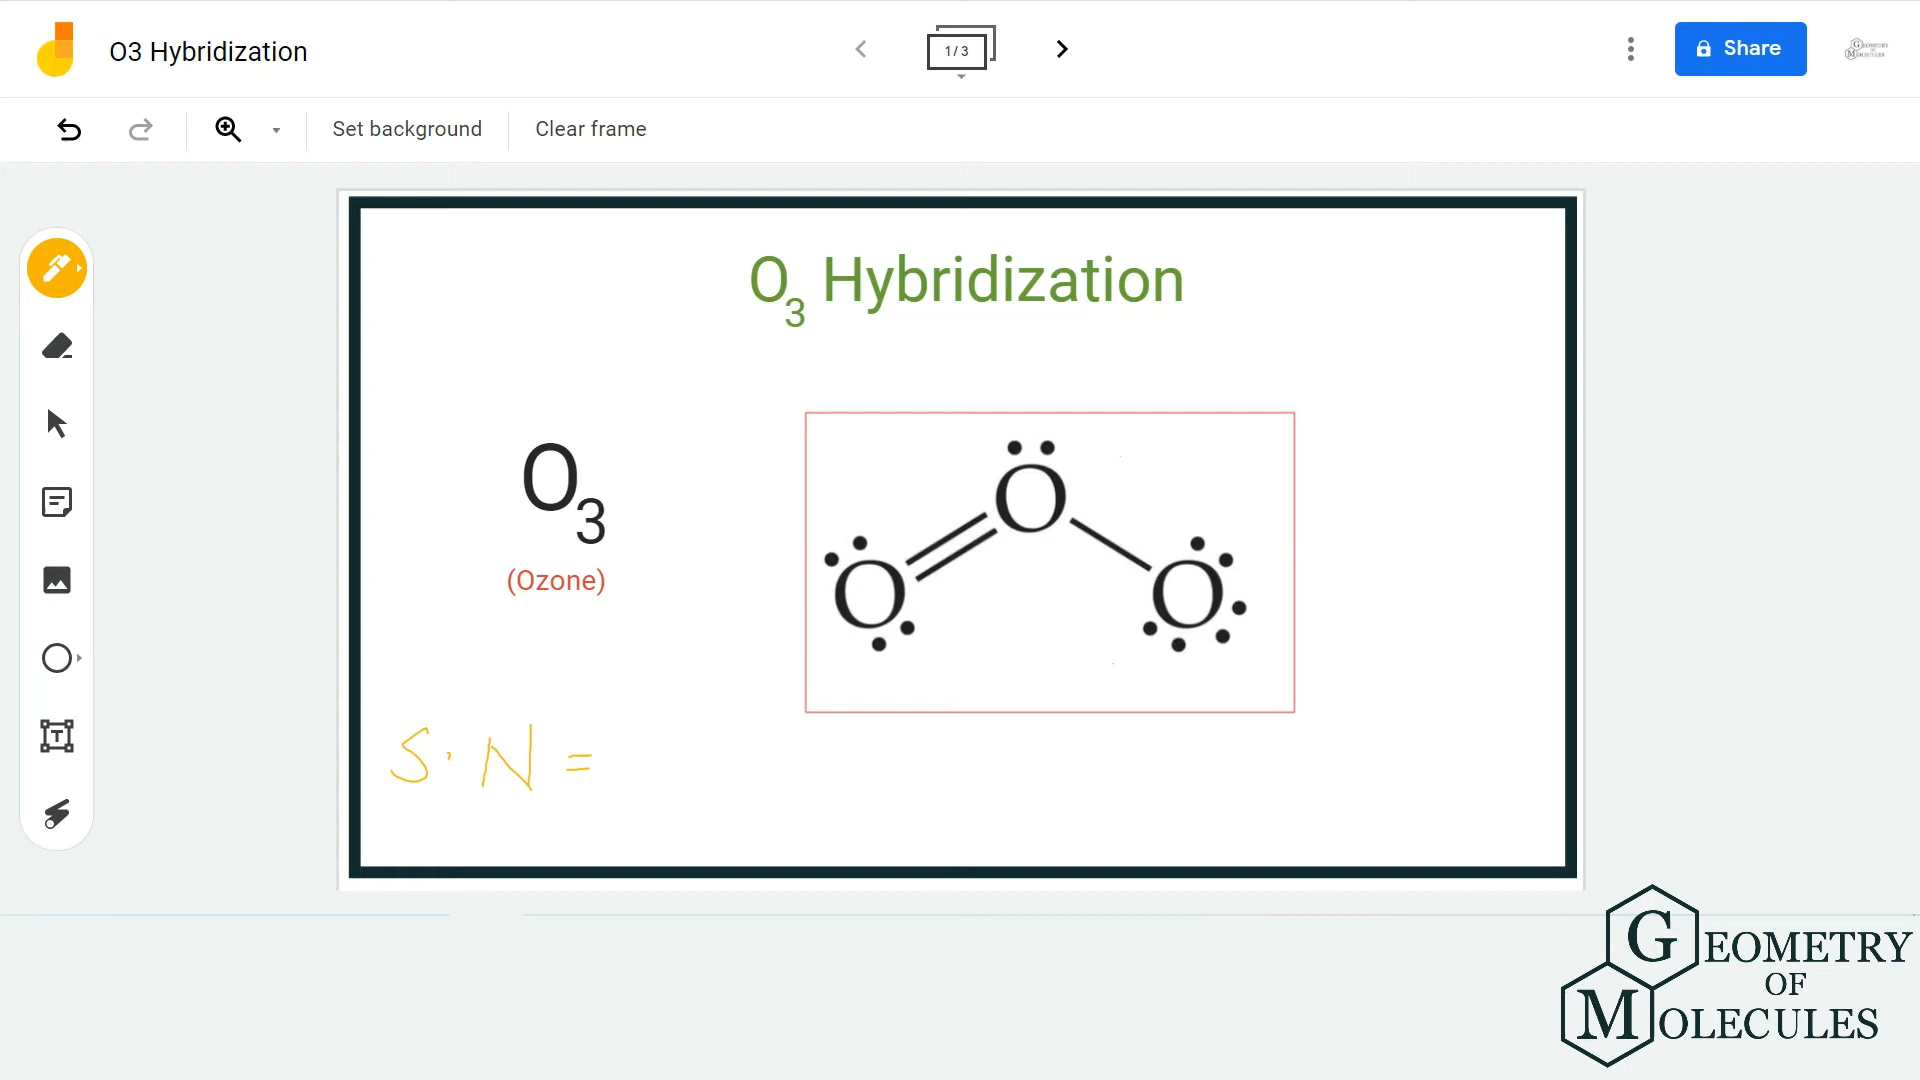 O3 Hybridization
1 / 3
Share
Set background
Clear frame
O3 Hybridization
O3
(Ozone)
O
O
O
S. N =
GEOMETRY
OF
MOLECULES